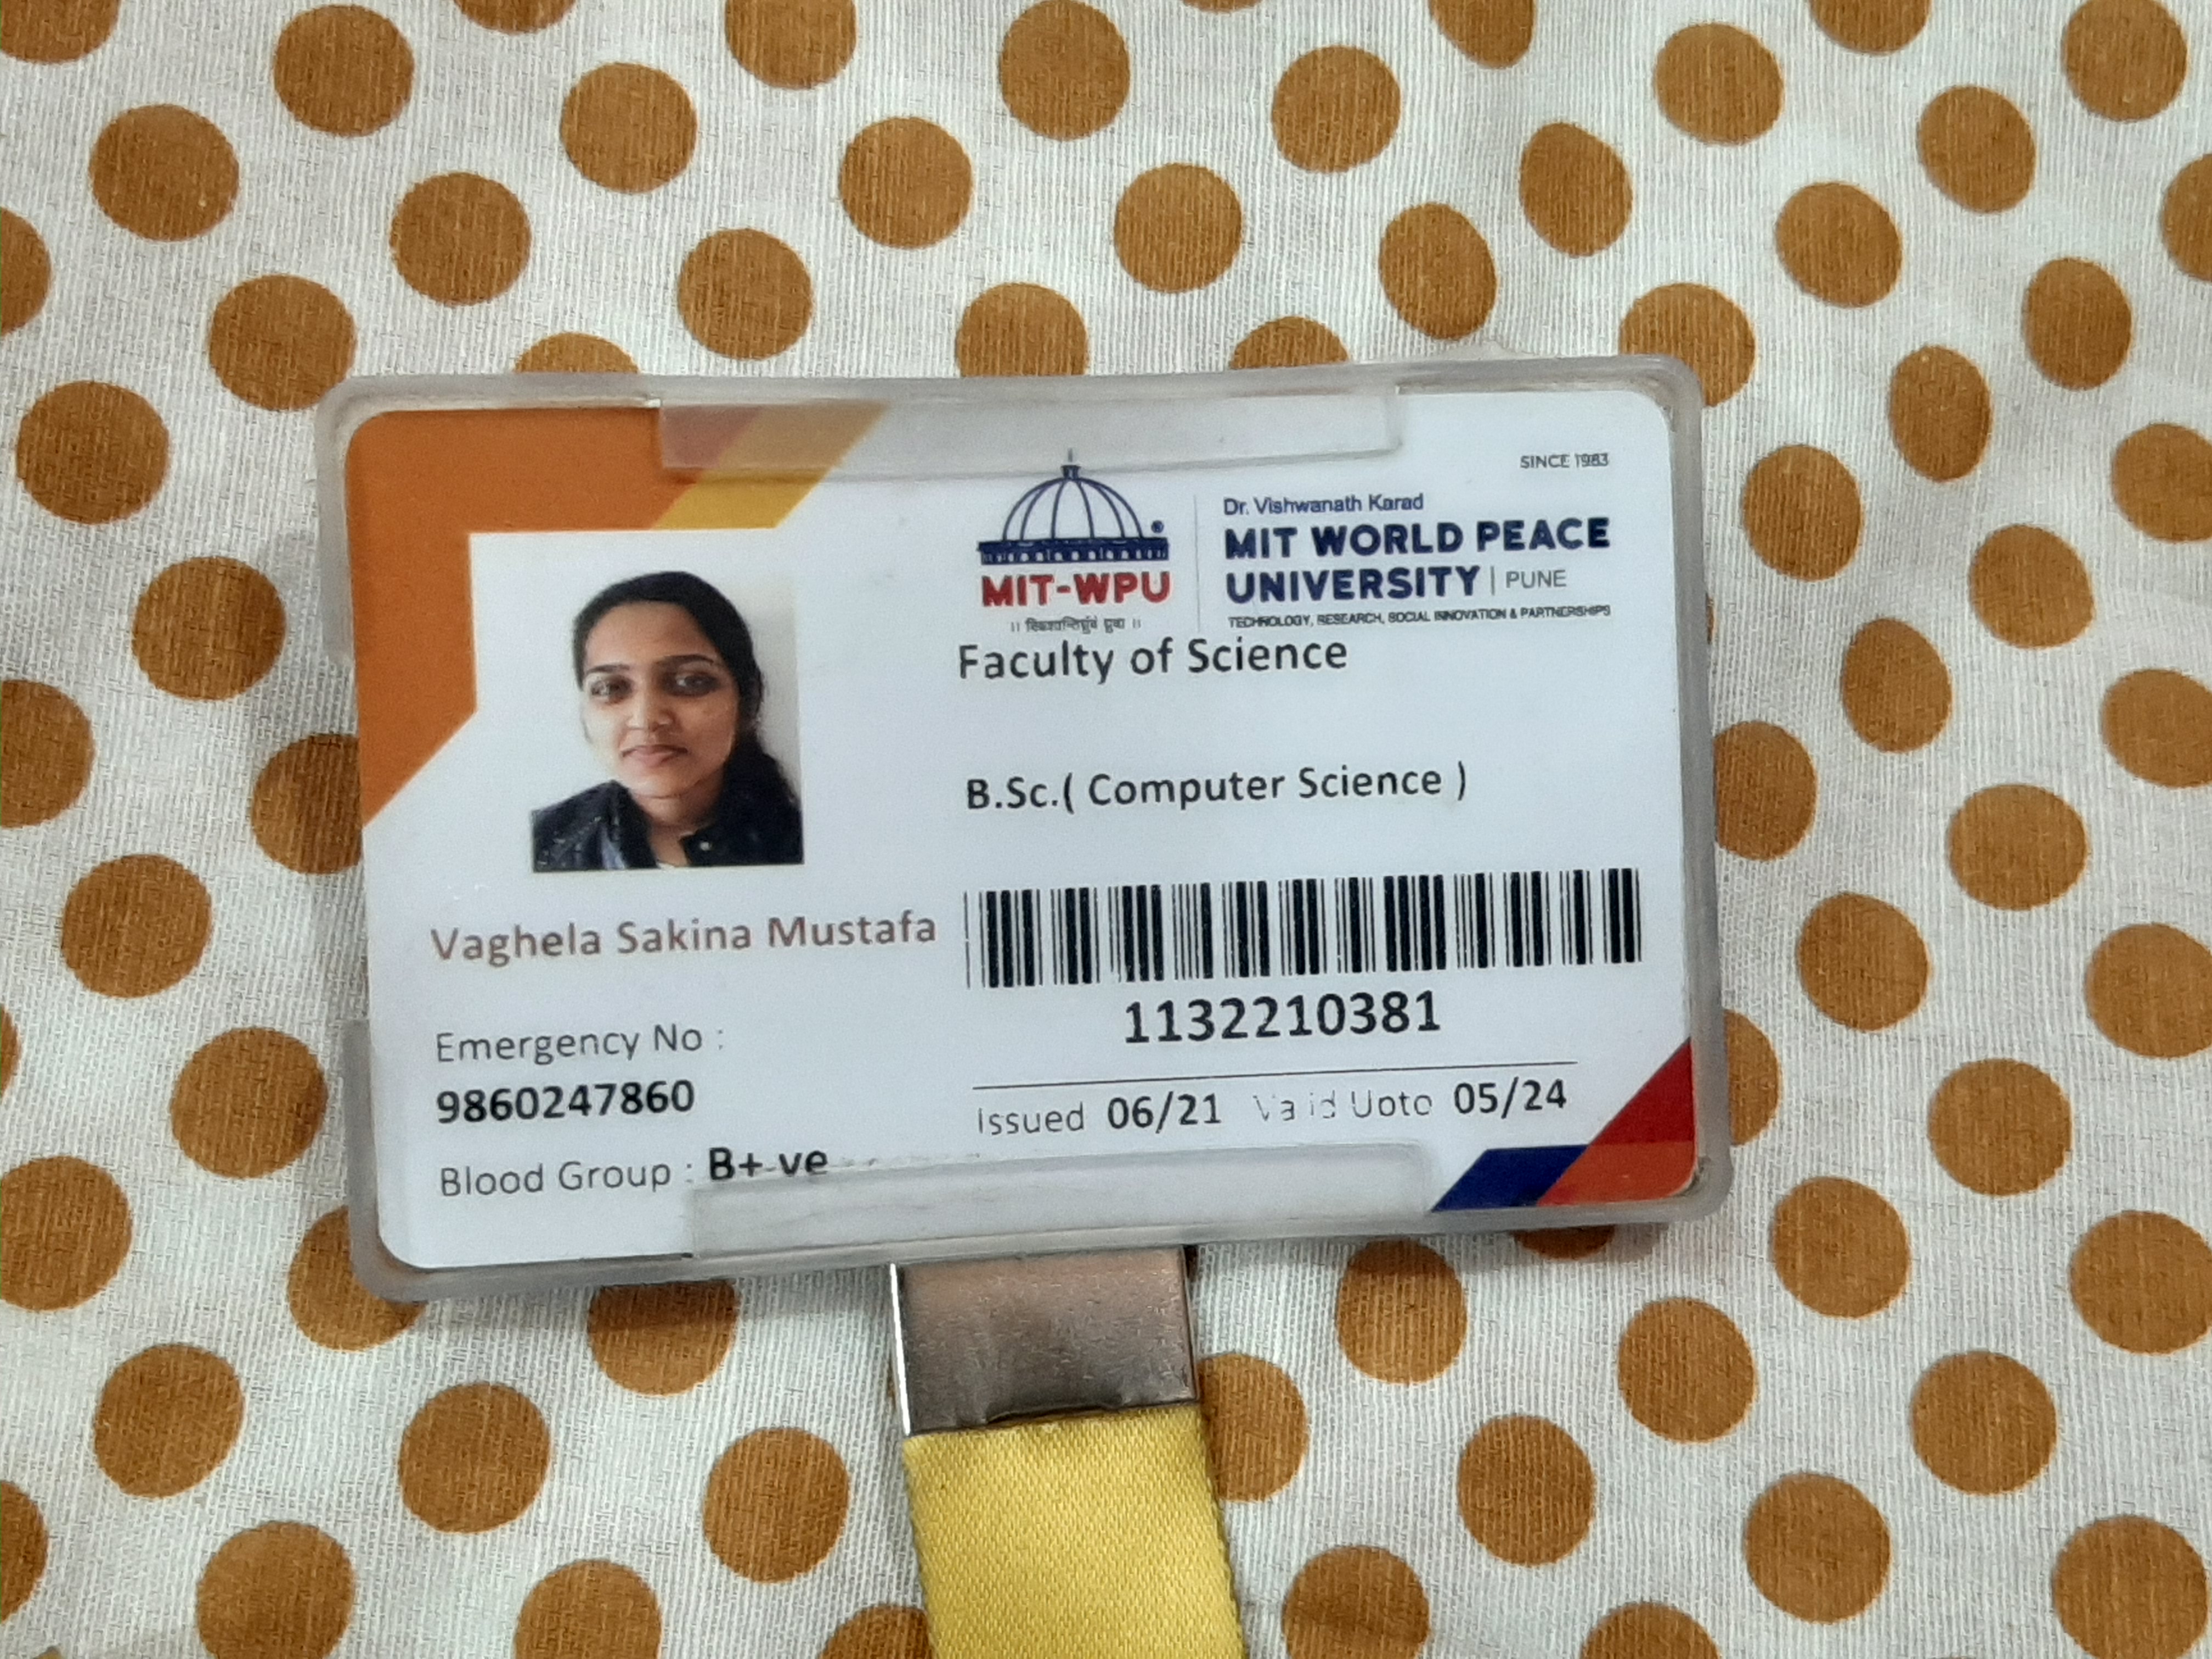 SINCE 1983
Dr. Vishwanath Karad
MIT WORLD PEACE
UNIVERSITY | PUNE
TECHNOLOGY, RESEARCH, SOCIAL INNOVATION & PARTNERSHIPS
MIT-WPU
Faculty of Science
B.Sc.( Computer Science )
Vaghela Sakina Mustafa
1132210381
Emergency No :
9860247860
Issued 06/21 Valid Upto 05/24
Blood Group : B+ve